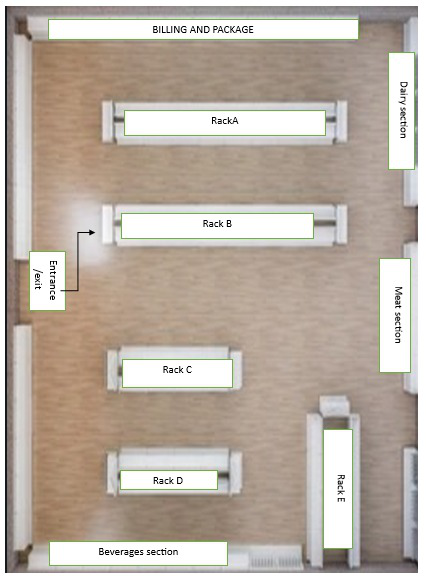 BILLING AND PACKAGE
Dairy section
RackA
Rack B
Entrance
/exit
Meat section
Rack C
Rack D
Rack E
Beverages section